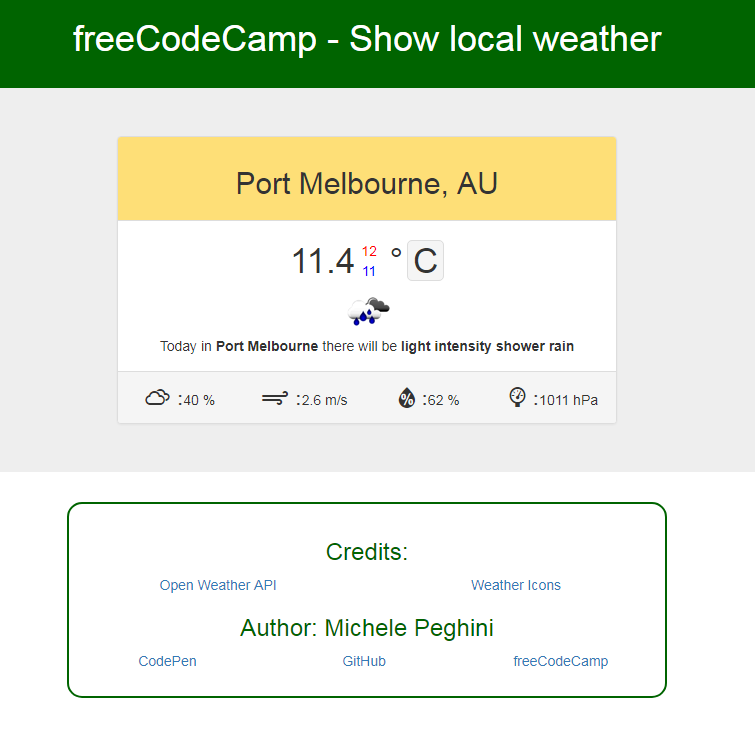 freeCodeCamp - Show local weather
Port Melbourne, AU
11.4 12 11 ° C
Today in Port Melbourne there will be light intensity shower rain
:40 % :2.6 m/s % :62 % :1011 hPa
Credits:
Open Weather API Weather Icons
Author: Michele Peghini
CodePen GitHub freeCodeCamp